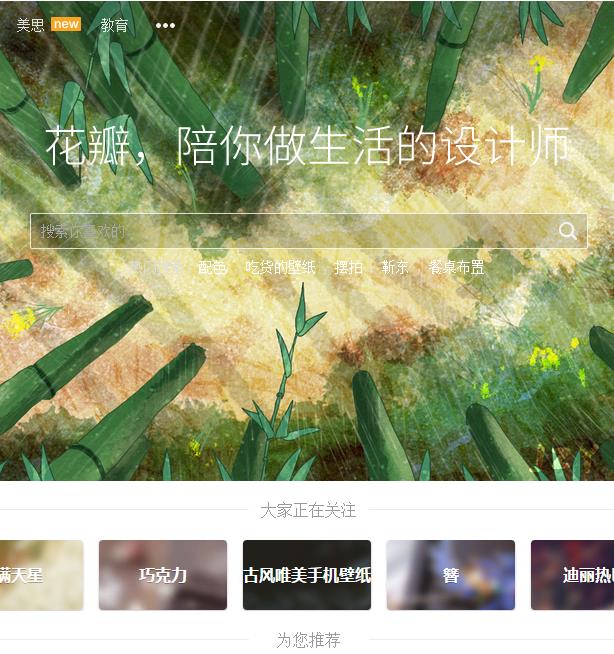 美思 new 教育 •••
花瓣，陪你做生活的设计师
搜索你喜欢的
配色 吃货的壁纸 摆拍 靳东 餐桌布置
大家正在关注
满天星 巧克力 古风唯美手机壁纸 簪 迪丽热
为您推荐